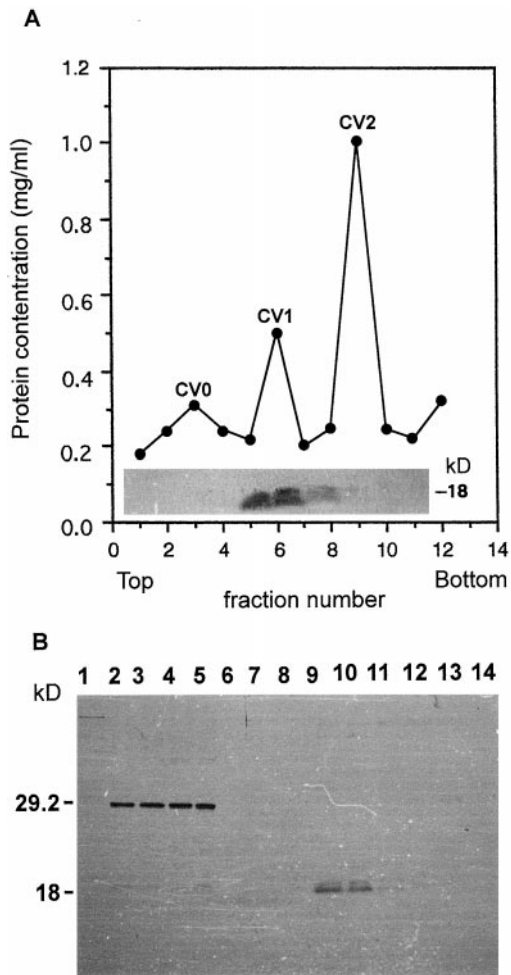 A
1.2
1.0
0.8
0.6
0.4
0.2
0.0
Protein contentration (mg/ml)
CV0
CV1
CV2
kD
–18
0 2 4 6 8 10 12 14
Top
fraction number
Bottom
B
1 2 3 4 5 6 7 8 9 10 11 12 13 14
kD
29.2 –
18 –